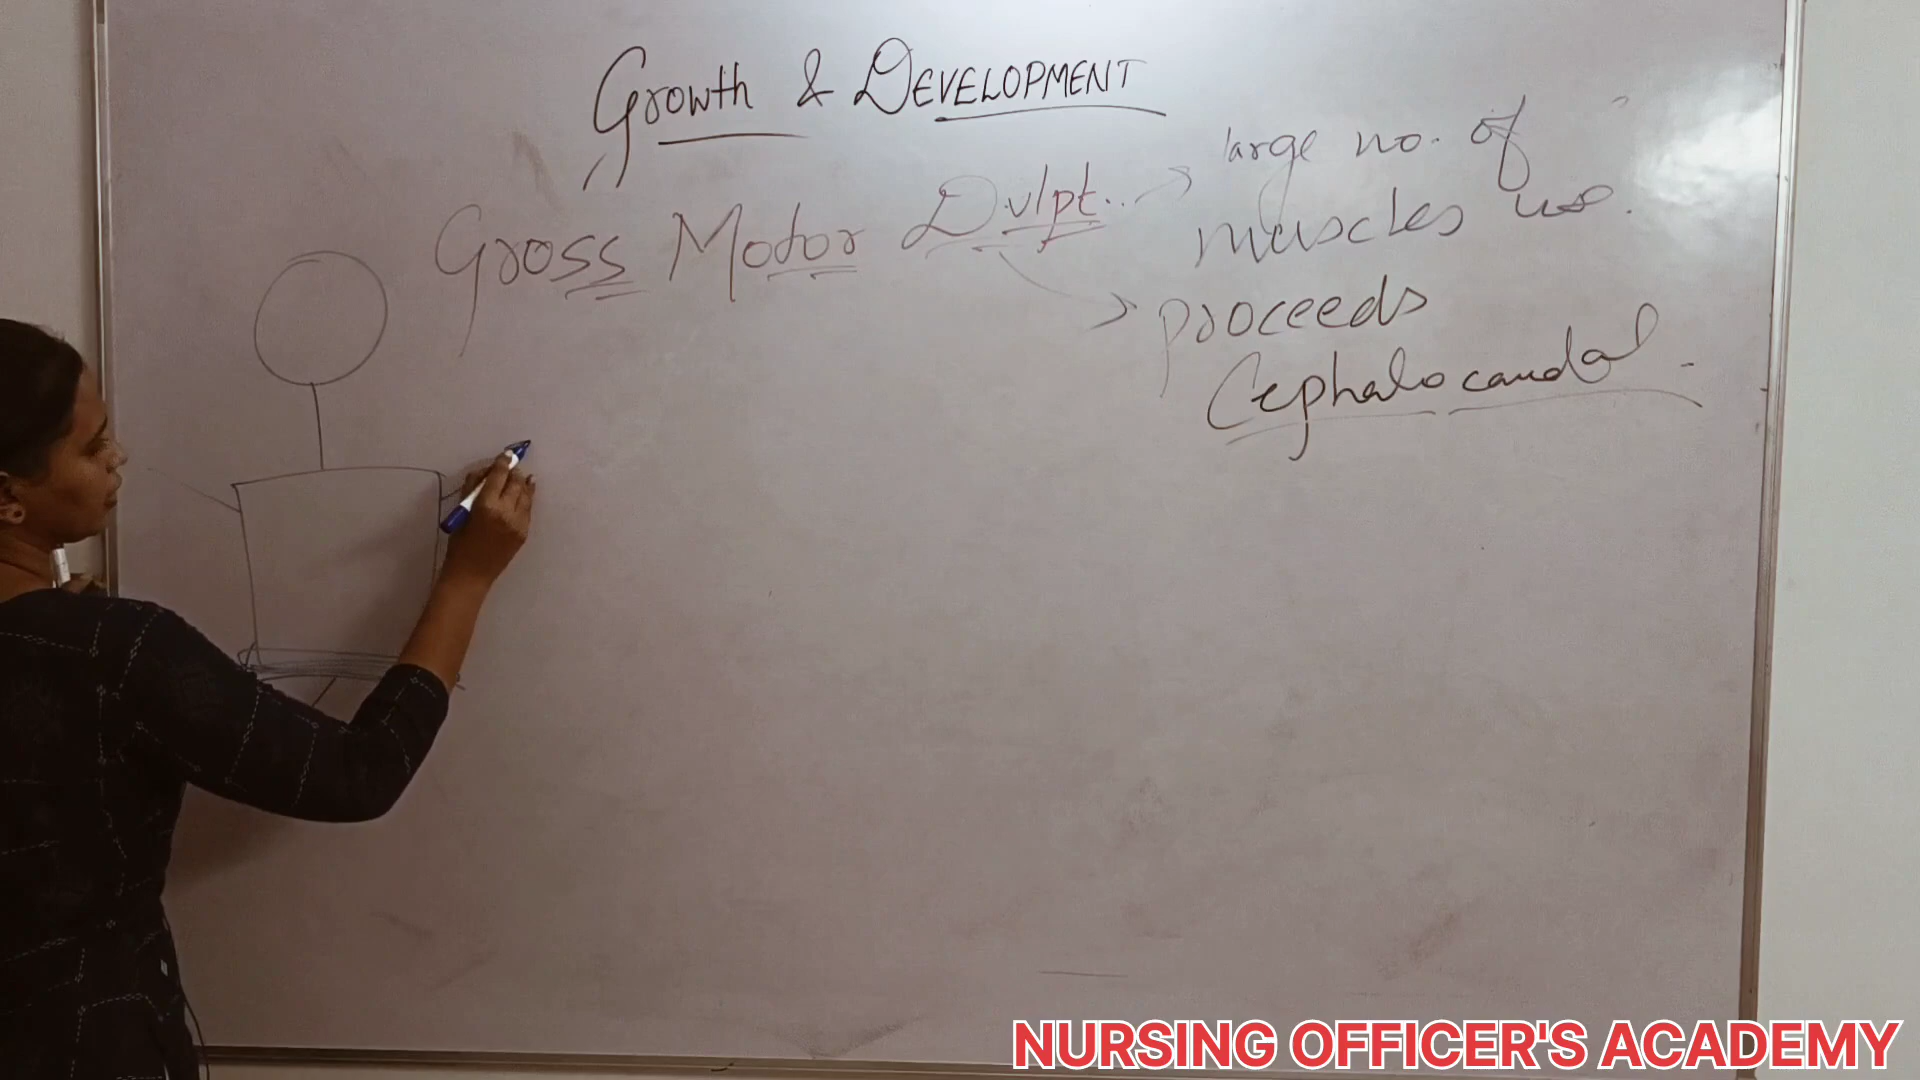 Growth & DEVELOPMENT
Gross Motor Dvlpt..
large no. of
muscles use.
proceeds
Cephalocaudal.
NURSING OFFICER'S ACADEMY